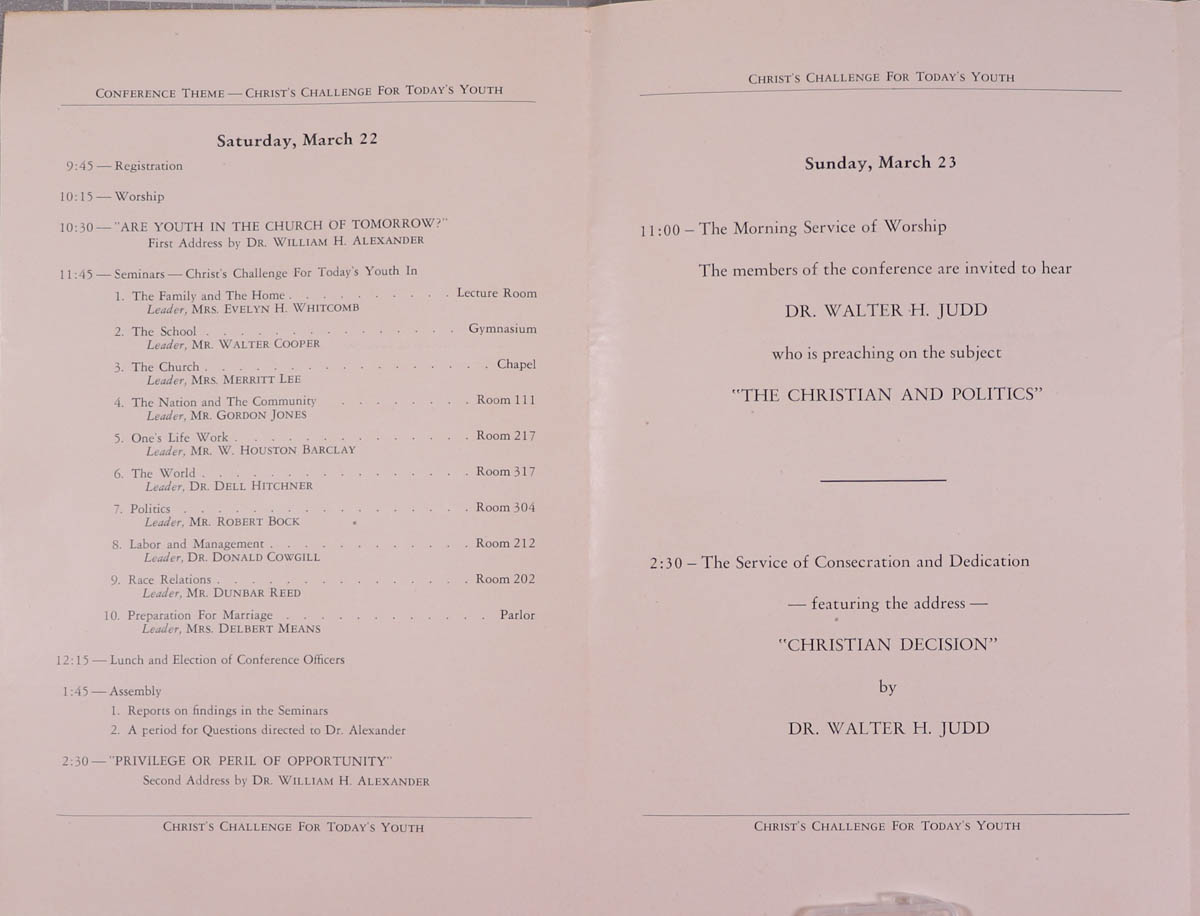 CONFERENCE THEME — CHRIST'S CHALLENGE FOR TODAY'S YOUTH
Saturday, March 22
9:45 — Registration
10:15 — Worship
10:30 — "ARE YOUTH IN THE CHURCH OF TOMORROW?"
First Address by DR. WILLIAM H. ALEXANDER
11:45 — Seminars — Christ's Challenge For Today's Youth In
1. The Family and The Home . . . . . . . . . . Lecture Room
Leader, MRS. EVELYN H. WHITCOMB
2. The School . . . . . . . . . . . . . . . Gymnasium
Leader, MR. WALTER COOPER
3. The Church . . . . . . . . . . . . . . . . . Chapel
Leader, MRS. MERRITT LEE
4. The Nation and The Community . . . . . . . . Room 111
Leader, MR. GORDON JONES
5. One's Life Work . . . . . . . . . . . . . Room 217
Leader, MR. W. HOUSTON BARCLAY
6. The World . . . . . . . . . . . . . . . Room 317
Leader, DR. DELL HITCHNER
7. Politics . . . . . . . . . . . . . . . . Room 304
Leader, MR. ROBERT BOCK
8. Labor and Management . . . . . . . . . . . Room 212
Leader, DR. DONALD COWGILL
9. Race Relations . . . . . . . . . . . . . . Room 202
Leader, MR. DUNBAR REED
10. Preparation For Marriage . . . . . . . . . . . Parlor
Leader, MRS. DELBERT MEANS
12:15 — Lunch and Election of Conference Officers
1:45 — Assembly
1. Reports on findings in the Seminars
2. A period for Questions directed to Dr. Alexander
2:30 — "PRIVILEGE OR PERIL OF OPPORTUNITY"
Second Address by DR. WILLIAM H. ALEXANDER
CHRIST'S CHALLENGE FOR TODAY'S YOUTH
CHRIST'S CHALLENGE FOR TODAY'S YOUTH
Sunday, March 23
11:00 – The Morning Service of Worship
The members of the conference are invited to hear
DR. WALTER H. JUDD
who is preaching on the subject
"THE CHRISTIAN AND POLITICS"
2:30 – The Service of Consecration and Dedication
— featuring the address —
"CHRISTIAN DECISION"
by
DR. WALTER H. JUDD
CHRIST'S CHALLENGE FOR TODAY'S YOUTH